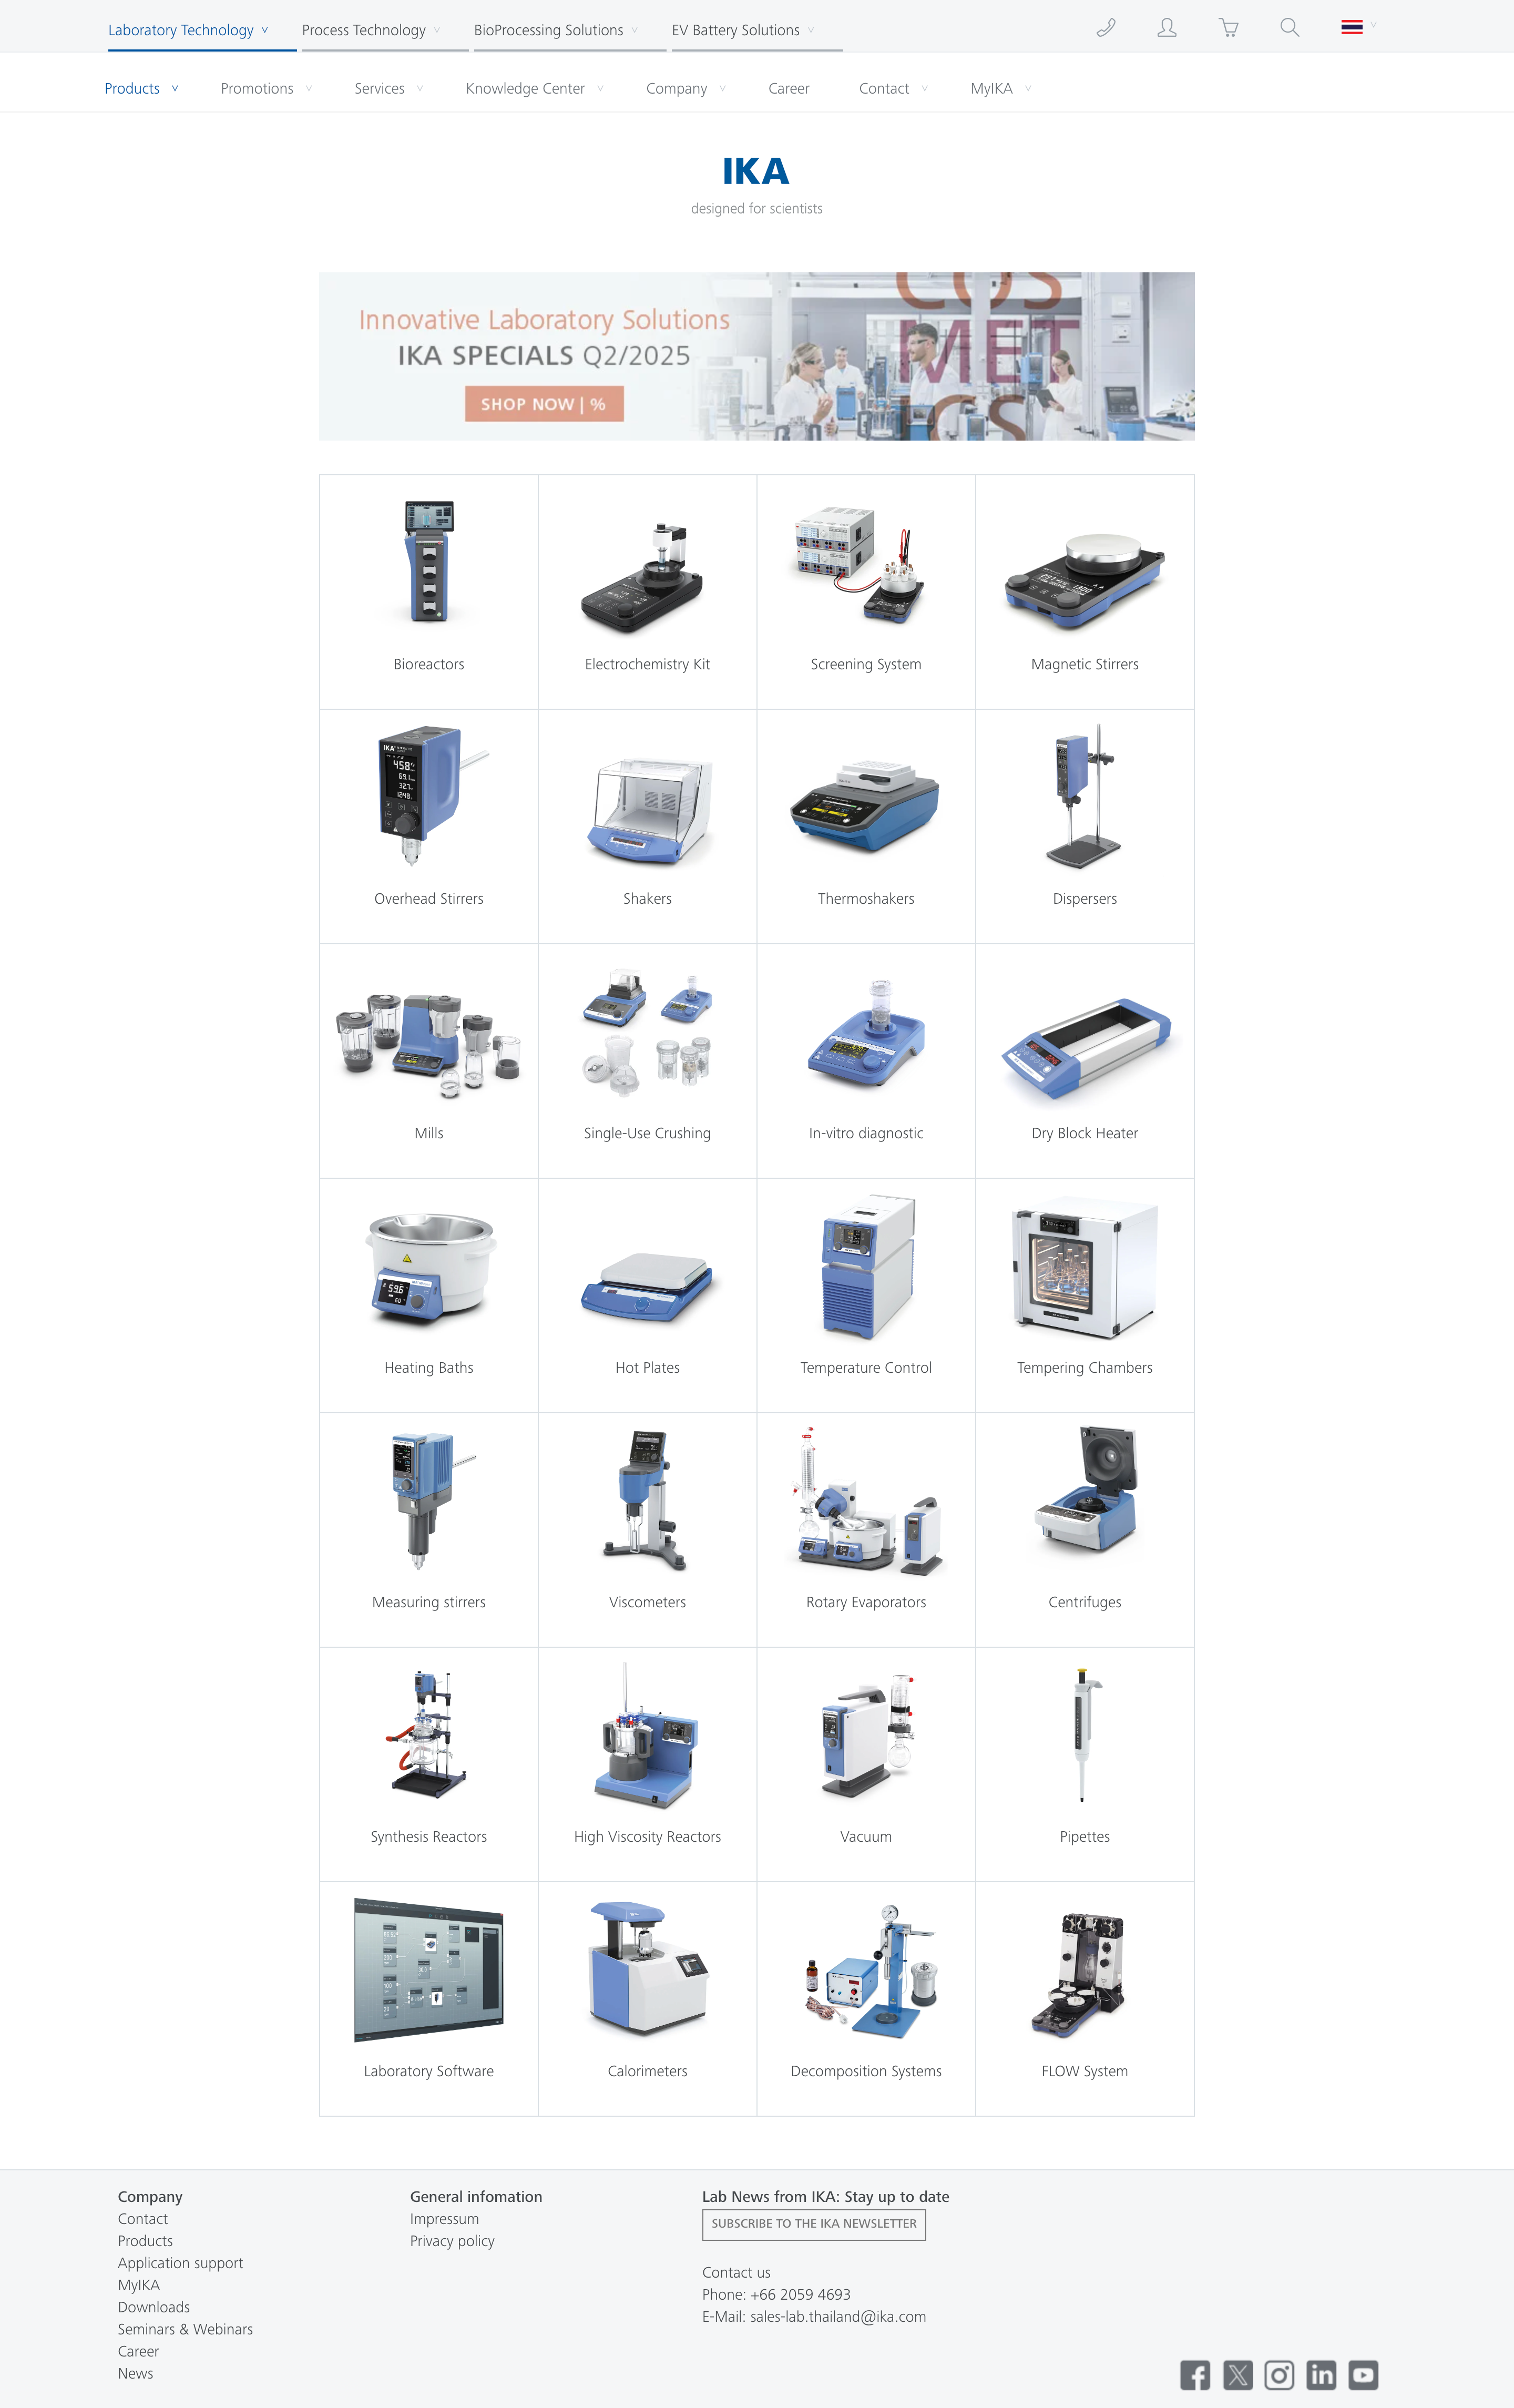 Laboratory Technology
Process Technology
BioProcessing Solutions
EV Battery Solutions
Products
Promotions
Services
Knowledge Center
Company
Career
Contact
MyIKA
IKA
designed for scientists
COS
MET
ICS
Innovative Laboratory Solutions
IKA SPECIALS Q2/2025
SHOP NOW | %
Bioreactors
Electrochemistry Kit
Screening System
Magnetic Stirrers
Overhead Stirrers
Shakers
Thermoshakers
Dispersers
Mills
Single-Use Crushing
In-vitro diagnostic
Dry Block Heater
Heating Baths
Hot Plates
Temperature Control
Tempering Chambers
Measuring stirrers
Viscometers
Rotary Evaporators
Centrifuges
Synthesis Reactors
High Viscosity Reactors
Vacuum
Pipettes
Laboratory Software
Calorimeters
Decomposition Systems
FLOW System
Company
Contact
Products
Application support
MyIKA
Downloads
Seminars & Webinars
Career
News
General infomation
Impressum
Privacy policy
Lab News from IKA: Stay up to date
SUBSCRIBE TO THE IKA NEWSLETTER
Contact us
Phone: +66 2059 4693
E-Mail: sales-lab.thailand@ika.com